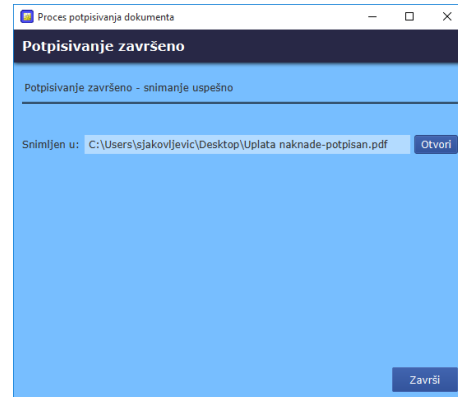 Proces potpisivanja dokumenta
Potpisivanje završeno
Potpisivanje završeno - snimanje uspešno
Snimljen u: C:\Users\sjakovljevic\Desktop\Uplata naknade-potpisan.pdf Otvori
Završi